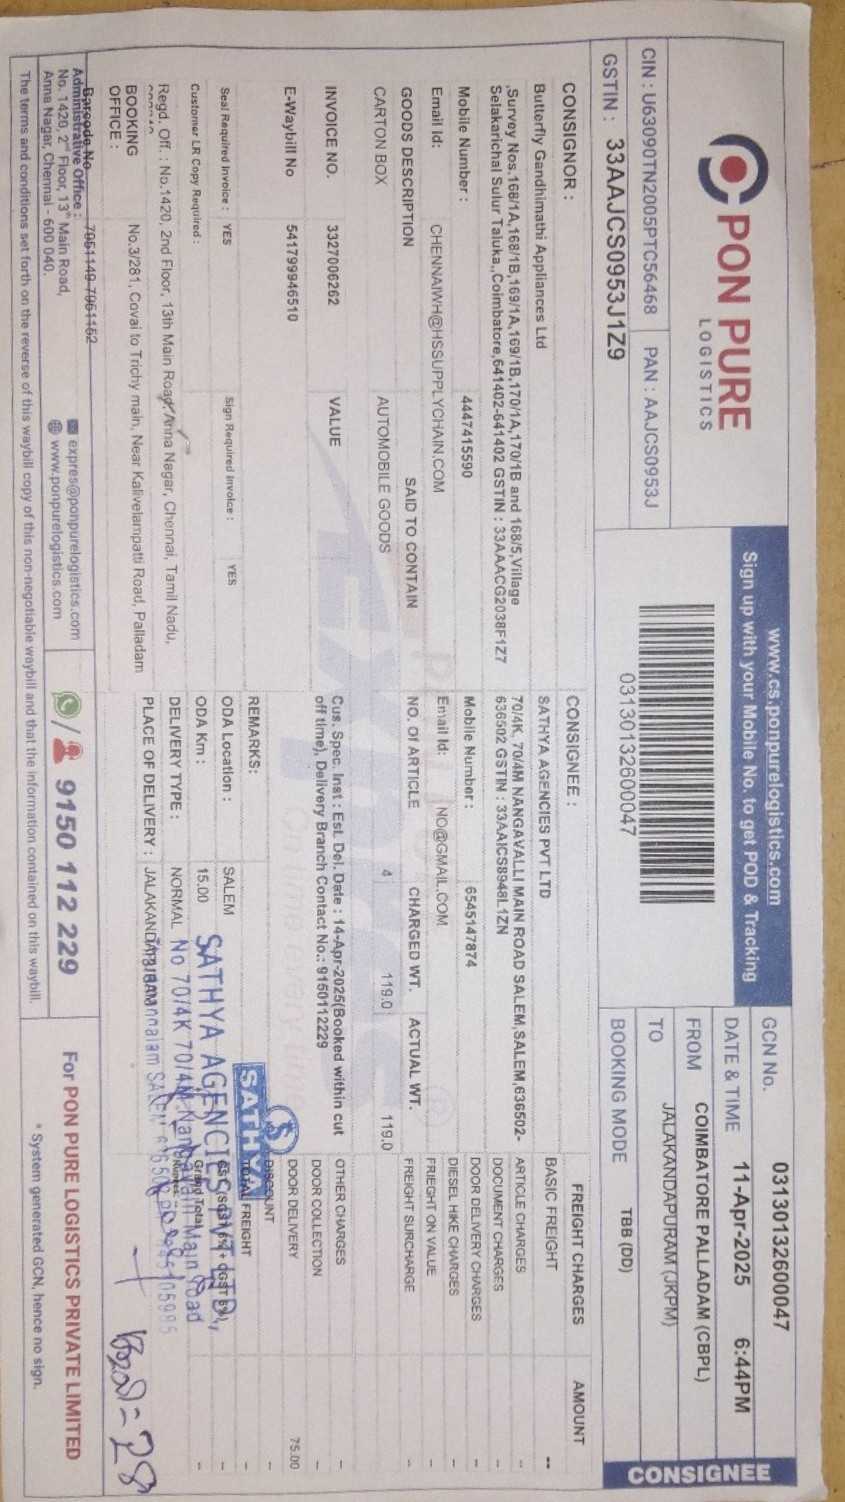 PON PURE
LOGISTICS
CIN : U63090TN2005PTC56468
PAN : AAJCS0953J
GSTIN : 33AAJCS0953J1Z9
www.cs.ponpurelogistics.com
Sign up with your Mobile No. to get POD & Tracking
03130132600047
GCN No. 03130132600047
DATE & TIME 11-Apr-2025 6:44PM
FROM COIMBATORE PALLADAM (CBPL)
TO JALAKANDAPURAM (JKPM)
BOOKING MODE TBB (DD)
CONSIGNEE
CONSIGNOR :
Butterfly Gandhimathi Appliances Ltd
,Survey Nos.168/1A,168/1B,169/1A,169/1B,170/1A,170/1B and 168/5,Village
Selakarichal Sulur Taluka,,Coimbatore,641402-641402 GSTIN : 33AAACG2038F1Z7
Mobile Number : 4447415590
Email Id: CHENNAIWH@HSSUPPLYCHAIN.COM
CONSIGNEE :
SATHYA AGENCIES PVT LTD
70/4K, 70/4M NANGAVALLI MAIN ROAD SALEM,SALEM,636502-
636502 GSTIN : 33AAICS8948L1ZN
Mobile Number : 6545147874
Email Id: NO@GMAIL.COM
GOODS DESCRIPTION SAID TO CONTAIN NO. Of ARTICLE CHARGED WT. ACTUAL WT.
CARTON BOX AUTOMOBILE GOODS 4 119.0 119.0
INVOICE NO. 3327006262 VALUE
E-Waybill No 541799946510
Cus. Spec. Inst : Est. Del. Date : 14-Apr-2025(Booked within cut
off time), Delivery Branch Contact No.: 9150112229
Seal Required Invoice : YES Sign Required Invoice : YES
Customer LR Copy Required :
REMARKS:
ODA Location : SALEM
ODA Km : 15.00
DELIVERY TYPE : NORMAL
PLACE OF DELIVERY : JALAKANDAPURAM
Regd. Off. : No.1420, 2nd Floor, 13th Main Road, Anna Nagar, Chennai, Tamil Nadu,
BOOKING OFFICE : No.3/281, Covai to Trichy main, Near Kalivelampatti Road, Palladam
FREIGHT CHARGES AMOUNT
BASIC FREIGHT --
ARTICLE CHARGES –
DOCUMENT CHARGES
DOOR DELIVERY CHARGES –
DIESEL HIKE CHARGES –
FRIEGHT ON VALUE –
FREIGHT SURCHARGE –
OTHER CHARGES –
DOOR COLLECTION –
DOOR DELIVERY 75.00
DISCOUNT –
TOTAL FREIGHT –
Grand Total
SATHYA
SATHYA AGENCIES PVT LTD.,
No 70/4K 70/4M Nangavalli Main Road
Barcode No 7951149-7951152
Administrative Office :
No. 1420, 2nd Floor, 13th Main Road,
Anna Nagar, Chennai - 600 040.
expres@ponpurelogistics.com
www.ponpurelogistics.com
9150 112 229
For PON PURE LOGISTICS PRIVATE LIMITED
* System generated GCN, hence no sign.
The terms and conditions set forth on the reverse of this waybill copy of this non-negotiable waybill and that the information contained on this waybill.